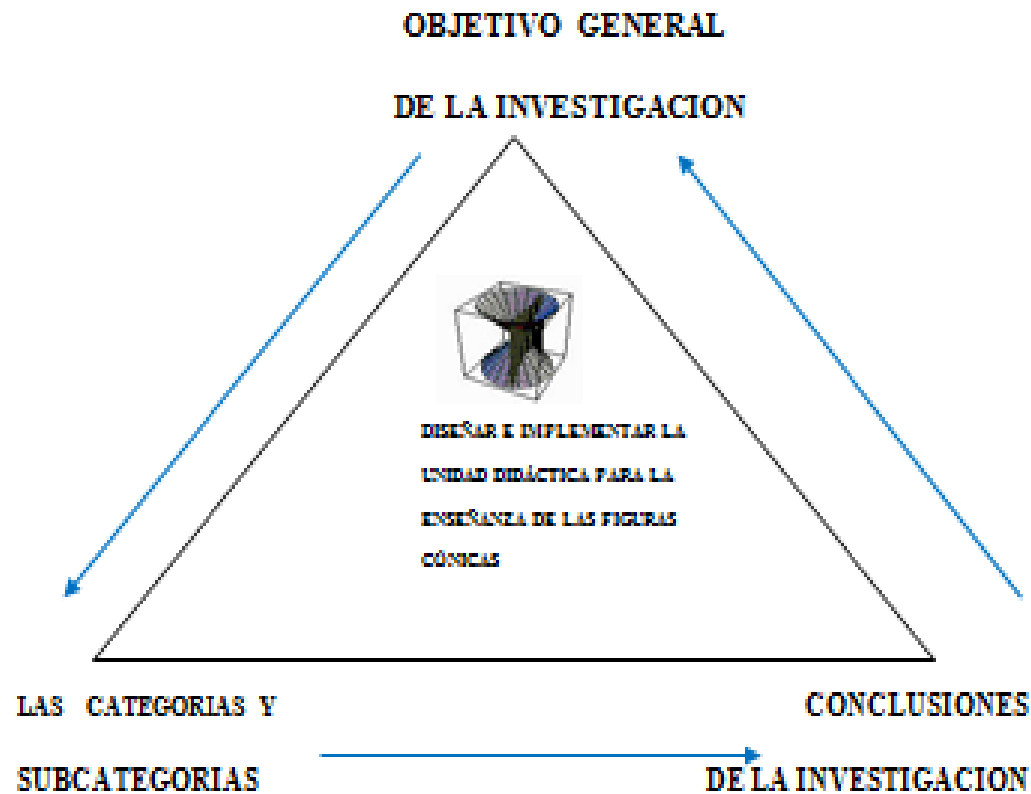 OBJETIVO GENERAL
DE LA INVESTIGACION
DISEÑAR E IMPLEMENTAR LA
UNIDAD DIDÁCTICA PARA LA
ENSEÑANZA DE LAS FIGURAS
CÓNICAS
LAS CATEGORIAS Y
SUBCATEGORIAS
CONCLUSIONES
DE LA INVESTIGACION